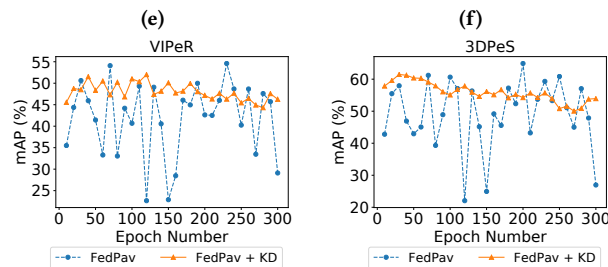 (e)
VIPeR
mAP (%)
55
50
45
40
35
30
25
0 50 100 150 200 250 300
Epoch Number
FedPav FedPav + KD
(f)
3DPeS
mAP (%)
60
50
40
30
20
0 50 100 150 200 250 300
Epoch Number
FedPav FedPav + KD